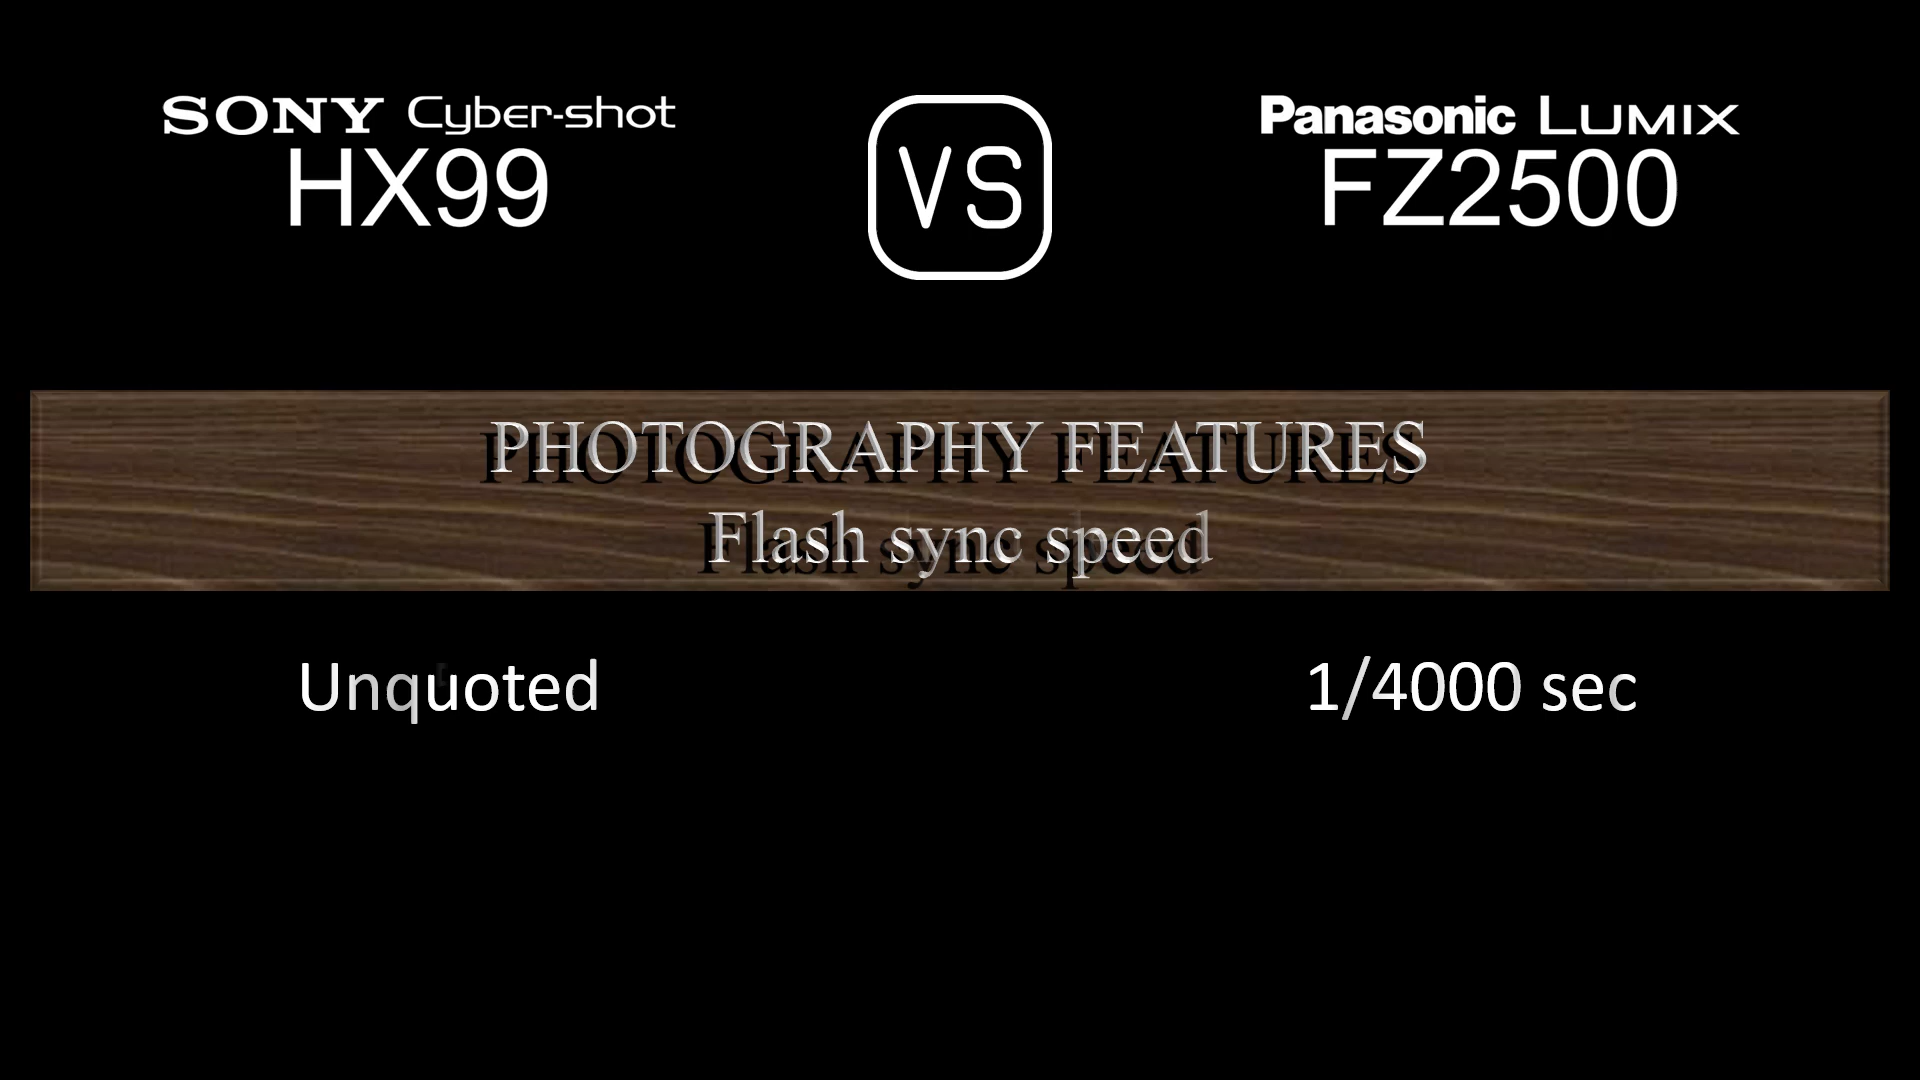 SONY Cyber-shot
HX99
VS
Panasonic LUMIX
FZ2500
PHOTOGRAPHY FEATURES
Flash sync speed
Unquoted
1/4000 sec